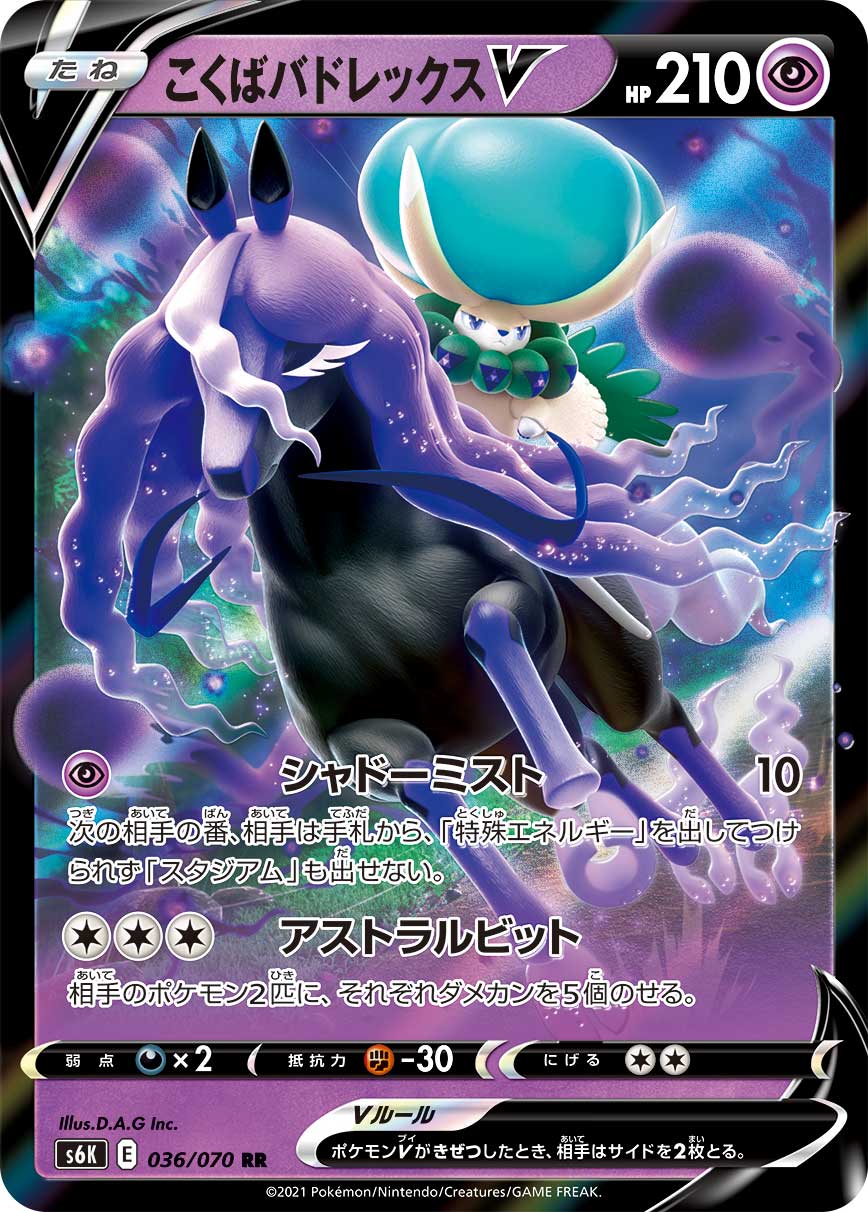 たね こくばバドレックスV HP210
シャドーミスト 10
次の相手の番、相手は手札から、「特殊エネルギー」を出してつけ
られず「スタジアム」も出せない。
アストラルビット
相手のポケモン2匹に、それぞれダメカンを5個のせる。
弱点 ×2 抵抗力 -30 にげる
Illus.D.A.G Inc.
Vルール
ポケモンVがきぜつしたとき、相手はサイドを2枚とる。
s6K E 036/070 RR
©2021 Pokémon/Nintendo/Creatures/GAME FREAK.